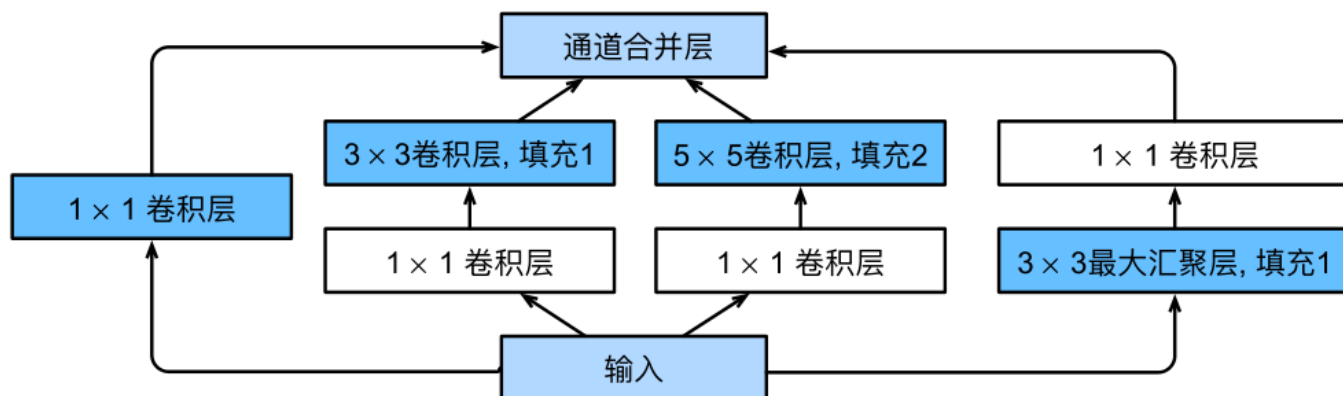 通道合并层
3 × 3卷积层, 填充1
5 × 5卷积层, 填充2
1 × 1 卷积层
1 × 1 卷积层
1 × 1 卷积层
1 × 1 卷积层
3 × 3最大汇聚层, 填充1
输入